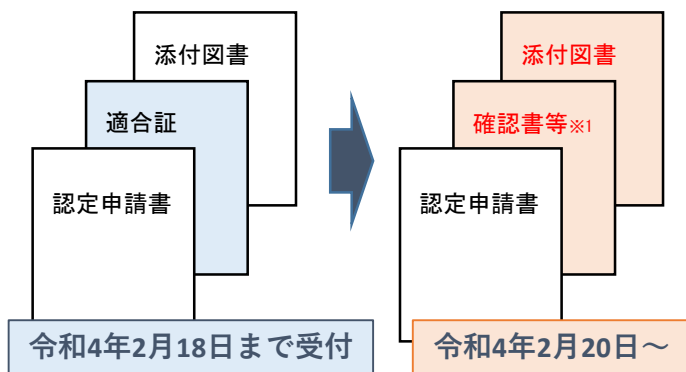 添付図書
適合証
認定申請書
令和4年2月18日まで受付
添付図書
確認書等※1
認定申請書
令和4年2月20日～